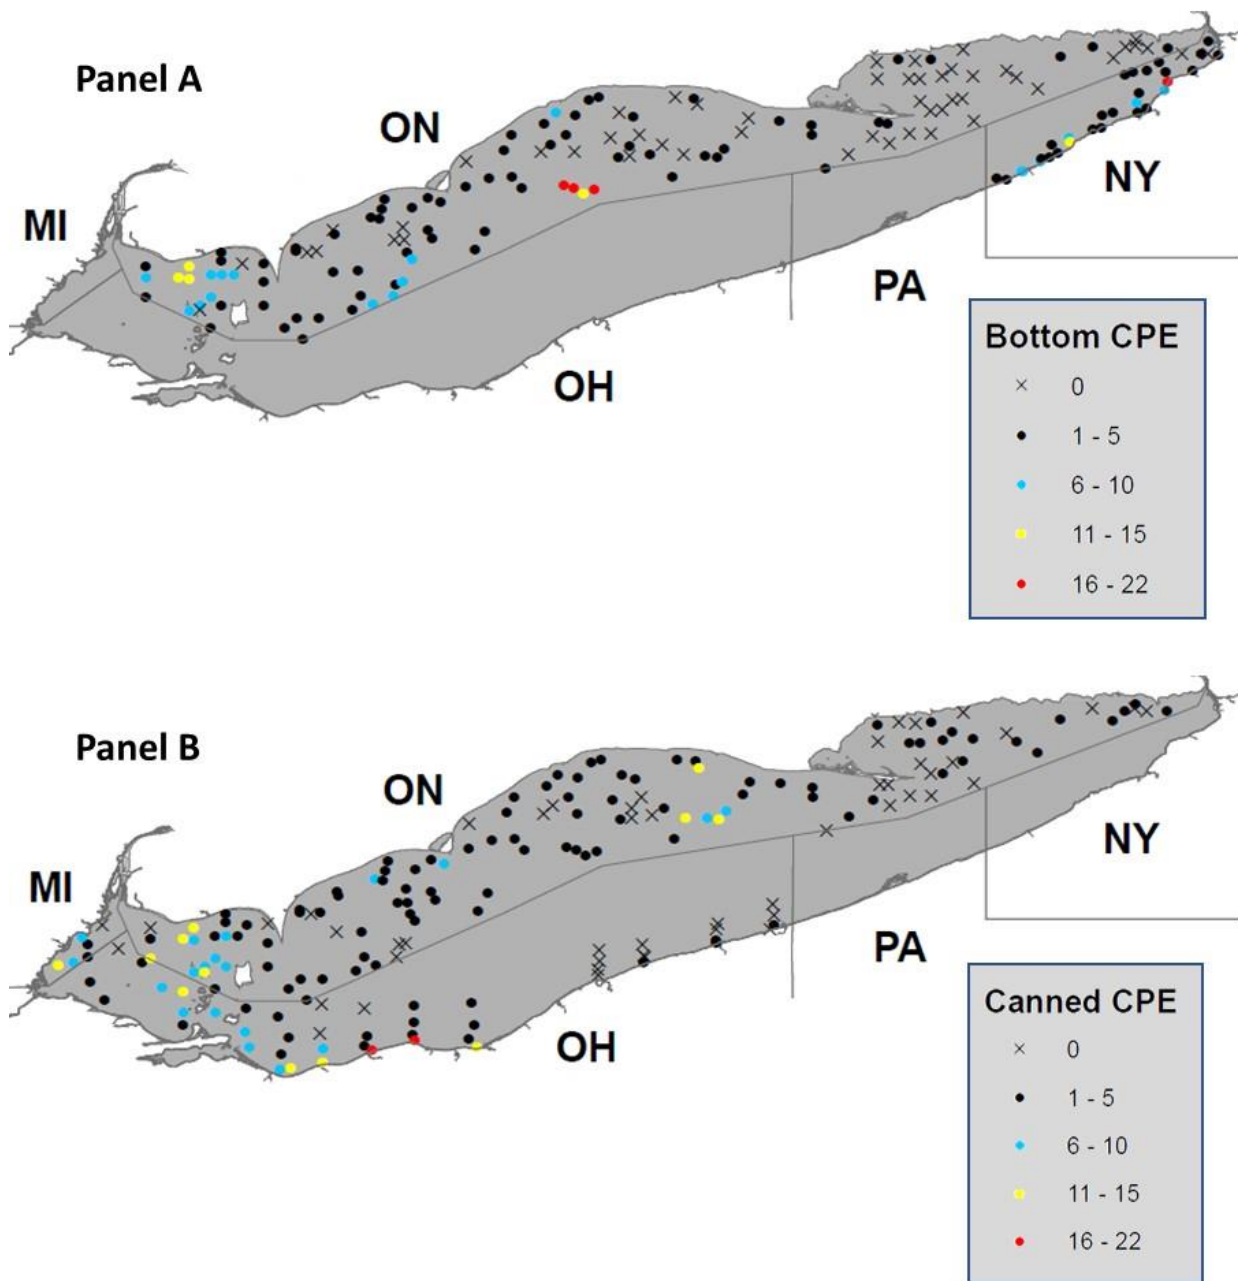 Panel A
ON
MI
NY
PA
OH
Bottom CPE
0
1 - 5
6 - 10
11 - 15
16 - 22
Panel B
ON
MI
NY
PA
OH
Canned CPE
0
1 - 5
6 - 10
11 - 15
16 - 22